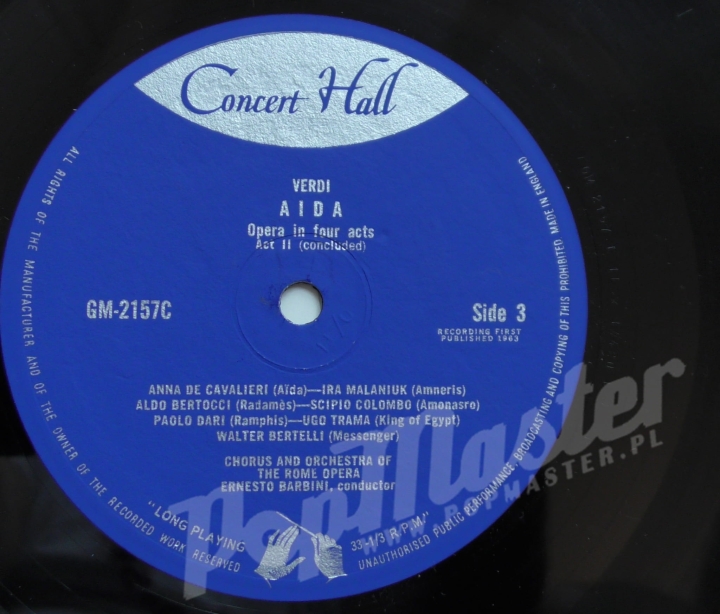 Concert Hall
VERDI
AIDA
Opera in four acts
Act II (concluded)
GM-2157C
Side 3
RECORDING FIRST
PUBLISHED 1963
ANNA DE CAVALIERI (Aïda)—IRA MALANIUK (Amneris)
ALDO BERTOCCI (Radamès)—SCIPIO COLOMBO (Amonasro)
PAOLO DARI (Ramphis)—UGO TRAMA (King of Egypt)
WALTER BERTELLI (Messenger)
CHORUS AND ORCHESTRA OF
THE ROME OPERA
ERNESTO BARBINI, conductor
"LONG PLAYING
33⅓ R.P.M."
ALL RIGHTS OF THE MANUFACTURER AND OF THE OWNER OF THE RECORDED WORK RESERVED
UNAUTHORISED PUBLIC PERFORMANCE, BROADCASTING AND COPYING OF THIS PROHIBITED MADE IN ENGLAND
PopMaster
WWW.POPMASTER.PL